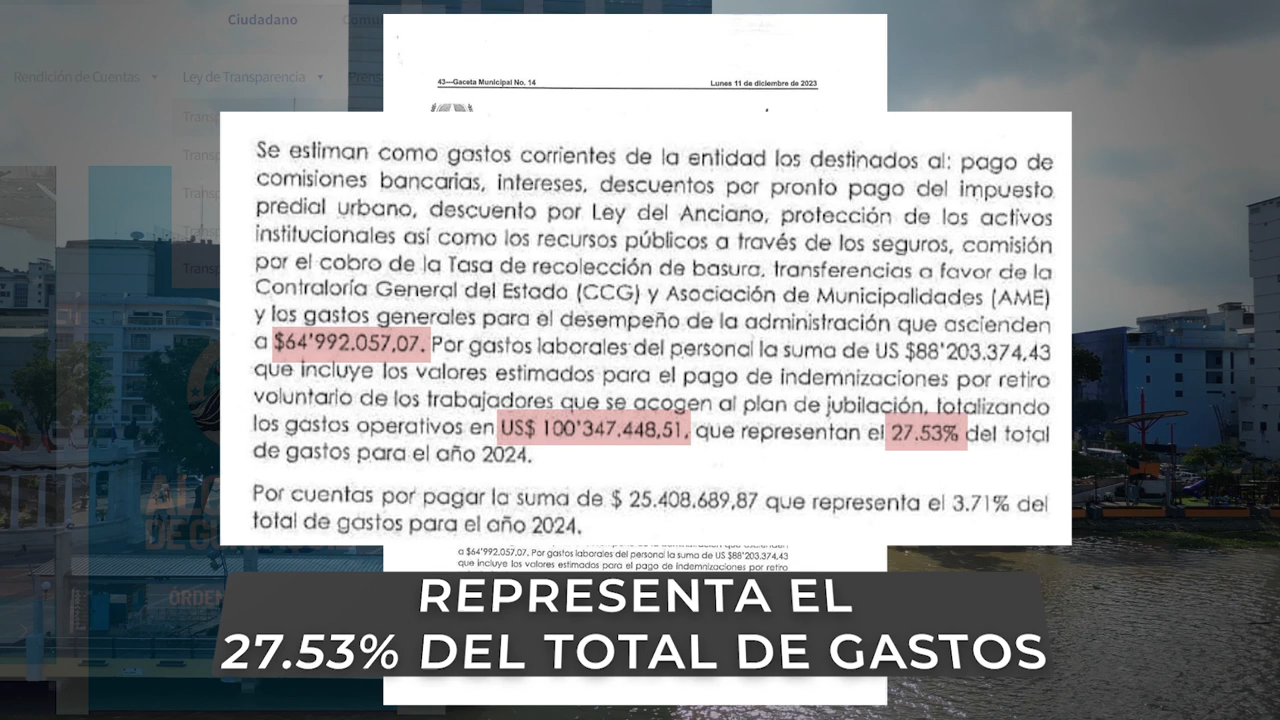 Ciudadano
Rendición de Cuentas
Ley de Transparencia
43—Gaceta Municipal No. 14
Lunes 11 de diciembre de 2023
Se estiman como gastos corrientes de la entidad los destinados al: pago de
comisiones bancarias, intereses, descuentos por pronto pago del impuesto
predial urbano, descuento por Ley del Anciano, protección de los activos
institucionales así como los recursos públicos a través de los seguros, comisión
por el cobro de la Tasa de recolección de basura, transferencias a favor de la
Contraloría General del Estado (CCG) y Asociación de Municipalidades (AME)
y los gastos generales para el desempeño de la administración que ascienden
a $64'992.057,07. Por gastos laborales del personal la suma de US $88'203.374,43
que incluye los valores estimados para el pago de indemnizaciones por retiro
voluntario de los trabajadores que se acogen al plan de jubilación, totalizando
los gastos operativos en US$ 100'347.448,51, que representan el 27.53% del total
de gastos para el año 2024.
Por cuentas por pagar la suma de $ 25.408.689,87 que representa el 3.71% del
total de gastos para el año 2024.
a $64'992.057,07. Por gastos laborales del personal la suma de US $88'203.374,43
que incluye los valores estimados para el pago de indemnizaciones por retiro
REPRESENTA EL
27.53% DEL TOTAL DE GASTOS